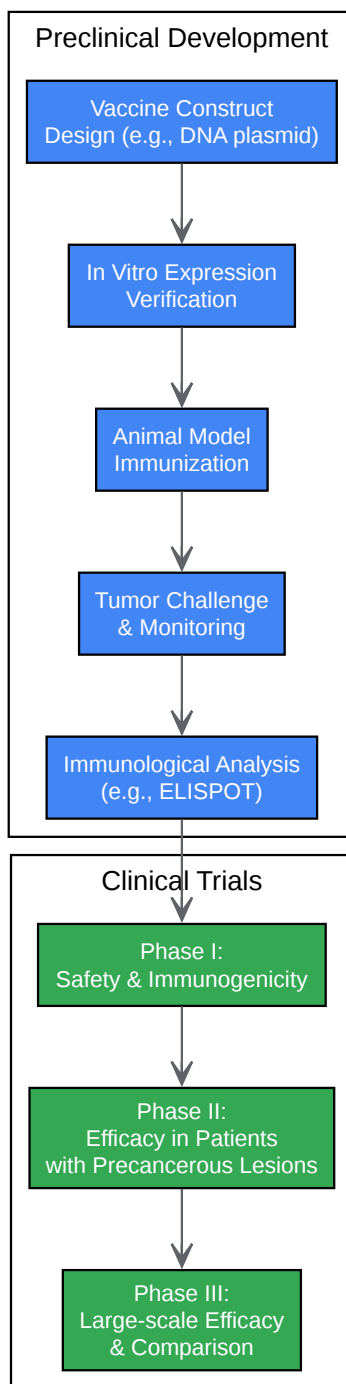 Preclinical Development
Vaccine Construct
Design (e.g., DNA plasmid)
In Vitro Expression
Verification
Animal Model
Immunization
Tumor Challenge
& Monitoring
Immunological Analysis
(e.g., ELISPOT)
Clinical Trials
Phase I:
Safety & Immunogenicity
Phase II:
Efficacy in Patients
with Precancerous Lesions
Phase III:
Large-scale Efficacy
& Comparison